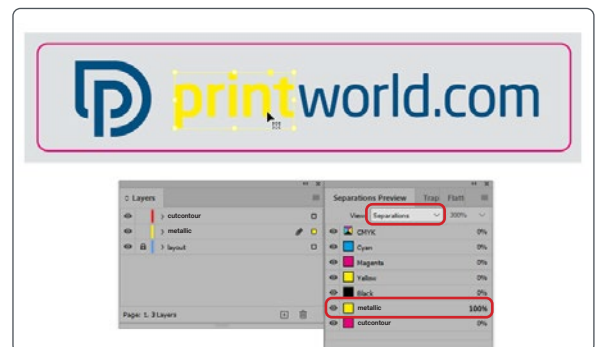 printworld.com
Layers
cutcontour
metallic
layout
Page: 1, 3 Layers
Separations Preview Trap Flatt
View: Separations 300%
CMYK 0%
Cyan 0%
Magenta 0%
Yellow 0%
Black 0%
metallic 100%
cutcontour 0%